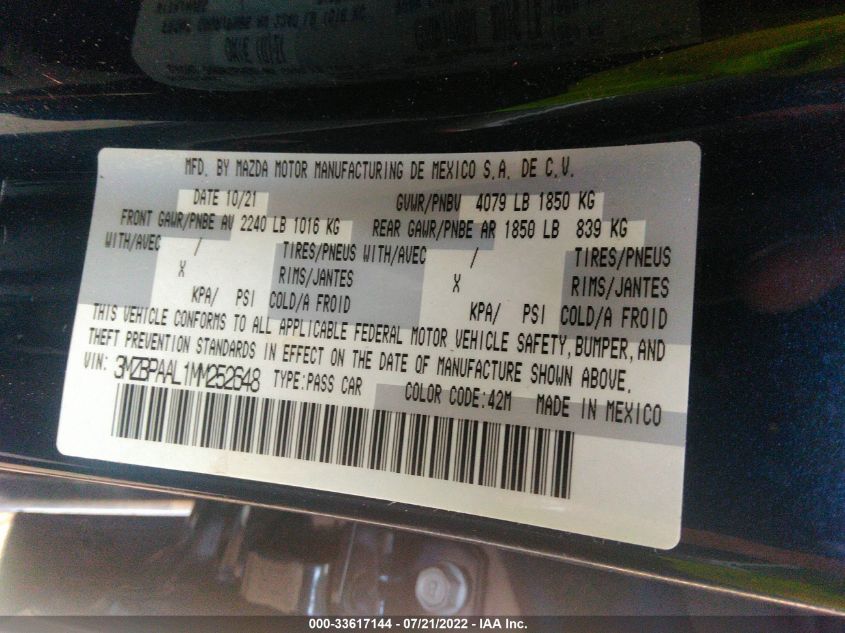 MFD. BY MAZDA MOTOR MANUFACTURING DE MEXICO S.A. DE C.V.
DATE 10/21 GVWR/PNBV 4079 LB 1850 KG
FRONT GAWR/PNBE AV 2240 LB 1016 KG REAR GAWR/PNBE AR 1850 LB 839 KG
WITH/AVEC / TIRES/PNEUS WITH/AVEC / TIRES/PNEUS
X RIMS/JANTES X RIMS/JANTES
KPA/ PSI COLD/A FROID KPA/ PSI COLD/A FROID
THIS VEHICLE CONFORMS TO ALL APPLICABLE FEDERAL MOTOR VEHICLE SAFETY, BUMPER, AND
THEFT PREVENTION STANDARDS IN EFFECT ON THE DATE OF MANUFACTURE SHOWN ABOVE.
VIN: 3MZBPAAL1MM252648 TYPE:PASS CAR COLOR CODE:42M MADE IN MEXICO
000-33617144 - 07/21/2022 - IAA Inc.